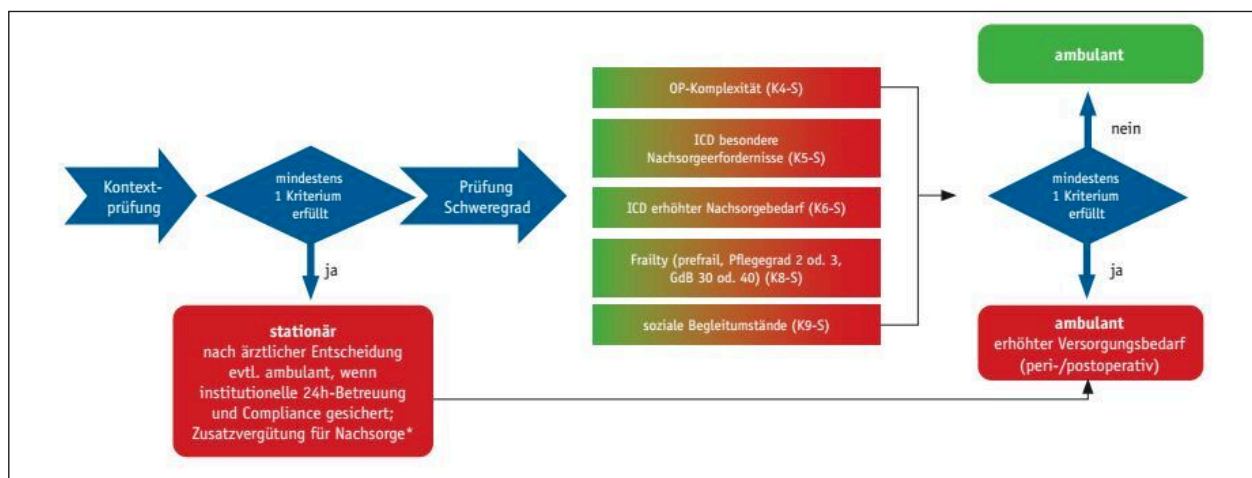 Kontext-
prüfung
mindestens
1 Kriterium
erfüllt
ja
stationär
nach ärztlicher Entscheidung
evtl. ambulant, wenn
institutionelle 24h-Betreuung
und Compliance gesichert;
Zusatzvergütung für Nachsorge*
Prüfung
Schweregrad
OP-Komplexität (K4-S)
ICD besondere
Nachsorgeerfordernisse (K5-S)
ICD erhöhter Nachsorgebedarf (K6-S)
Frailty (prefrail, Pflegegrad 2 od. 3,
GdB 30 od. 40) (K8-S)
soziale Begleitumstände (K9-S)
ambulant
nein
mindestens
1 Kriterium
erfüllt
ja
ambulant
erhöhter Versorgungsbedarf
(peri-/postoperativ)